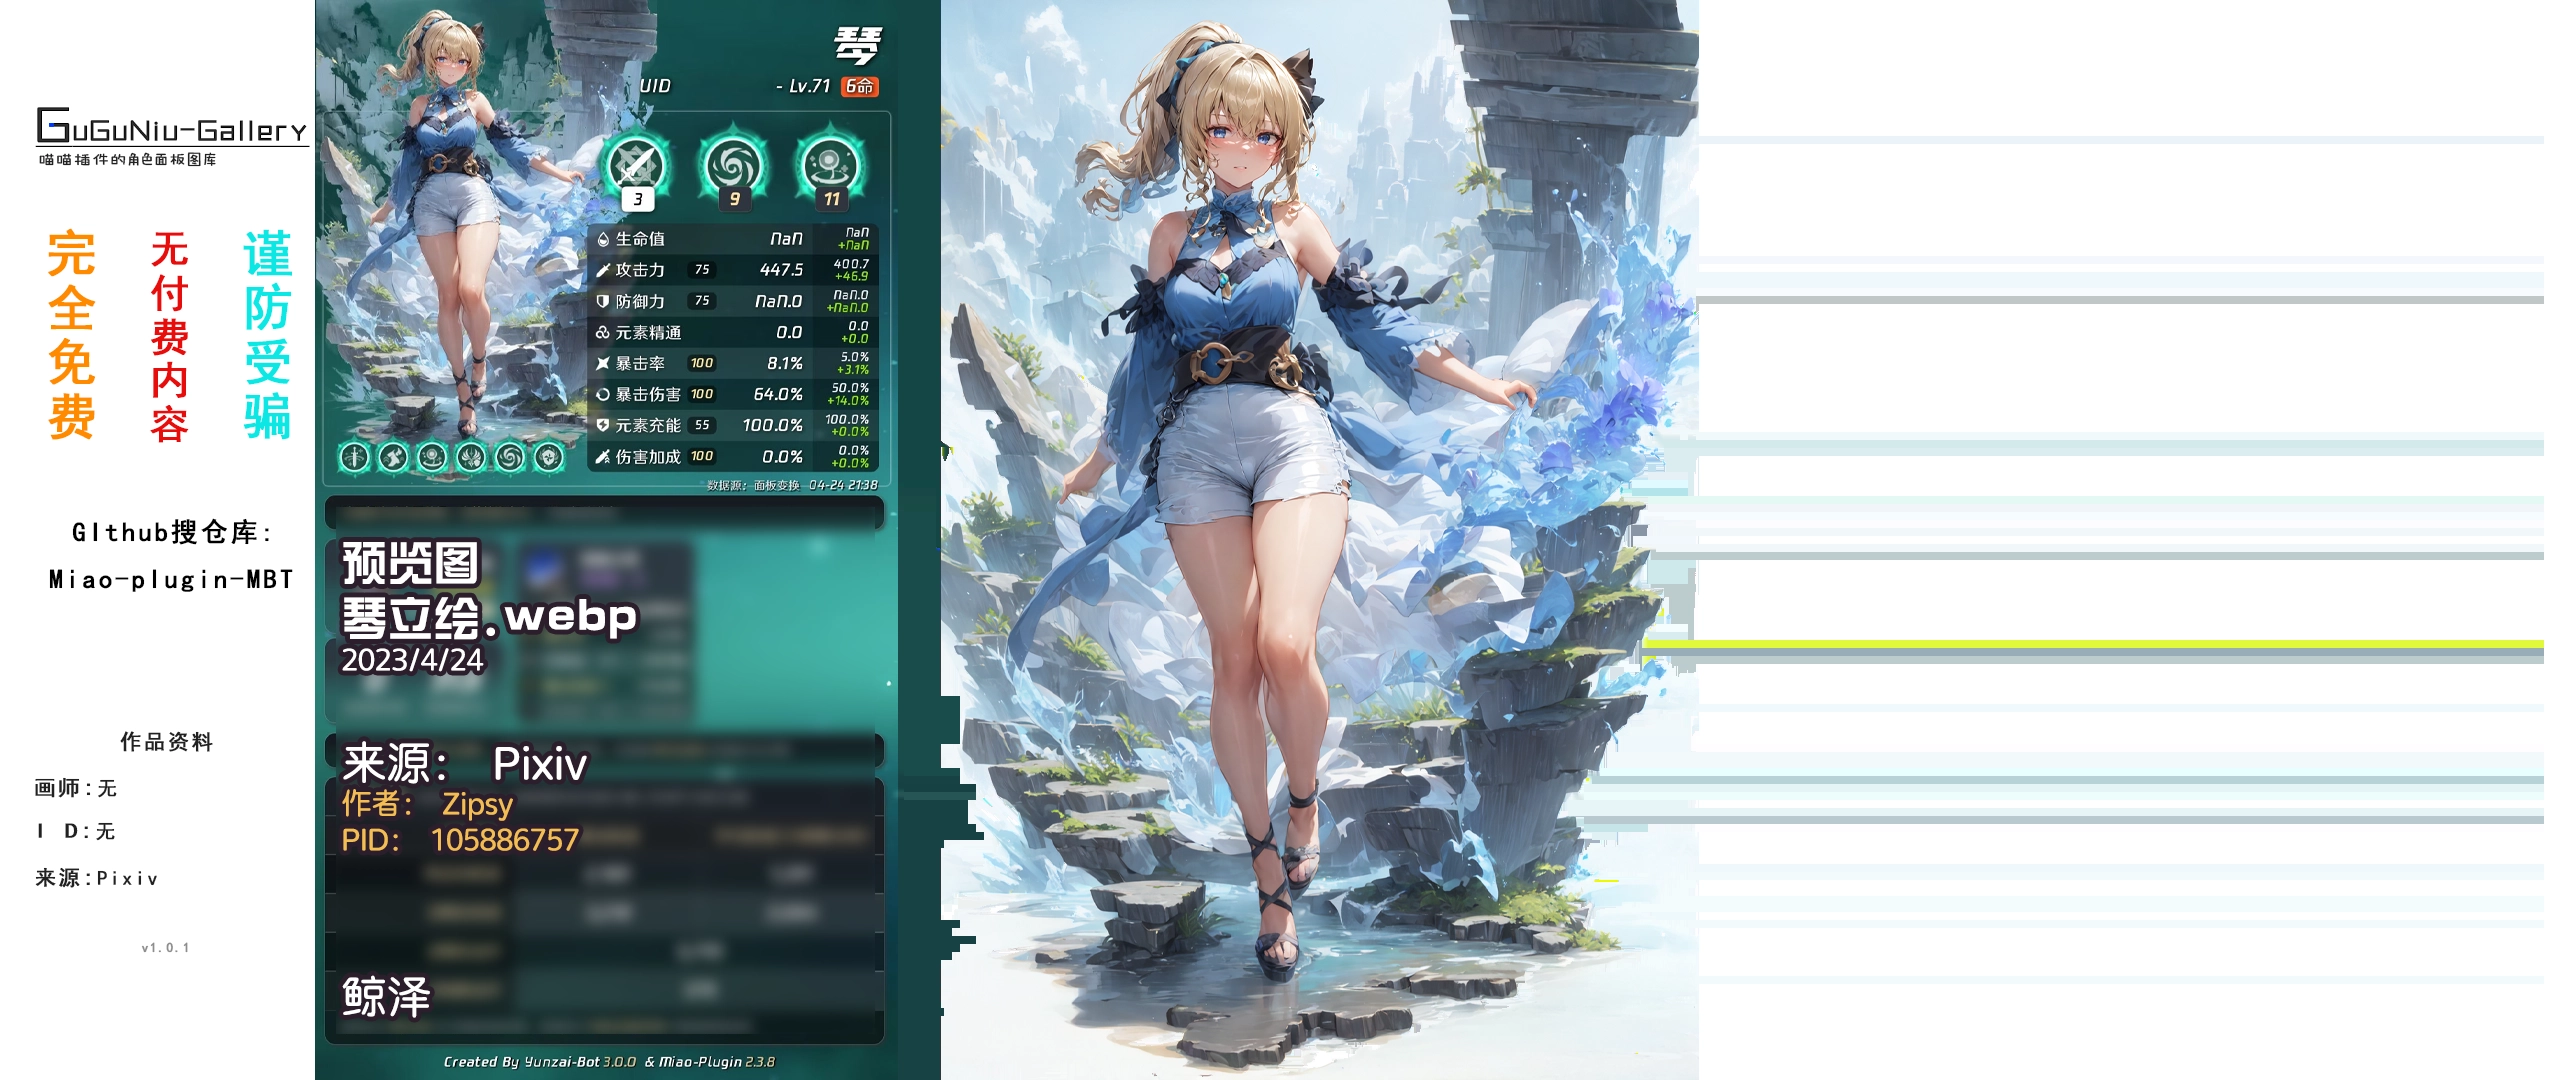 GuGuNiu-Gallery
喵喵插件的角色面板图库
完全免费
无付费内容
谨防受骗
GIthub搜仓库:
Miao-plugin-MBT
作品资料
画师:无
I D:无
来源:Pixiv
v1.0.1
琴
UID - Lv.71 6命
3 9 11
生命值 NaN NaN +NaN
攻击力 75 447.5 400.7 +46.9
防御力 75 NaN.0 NaN.0 +NaN.0
元素精通 0.0 0.0 +0.0
暴击率 100 8.1% 5.0% +3.1%
暴击伤害 100 64.0% 50.0% +14.0%
元素充能 55 100.0% 100.0% +0.0%
伤害加成 100 0.0% 0.0% +0.0%
数据源: 面板变换 04-24 21:38
预览图
琴立绘.webp
2023/4/24
来源: Pixiv
作者: Zipsy
PID: 105886757
鲸泽
Created By Yunzai-Bot 3.0.0 & Miao-Plugin 2.3.8